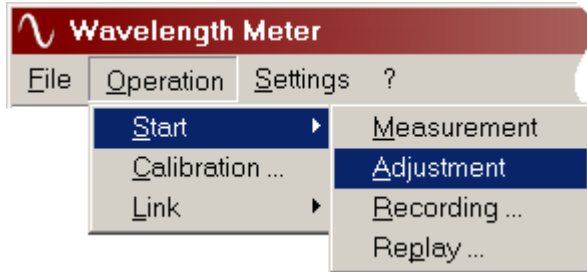 Wavelength Meter
File Operation Settings ?
Start Measurement
Calibration ... Adjustment
Link Recording ...
Replay ...